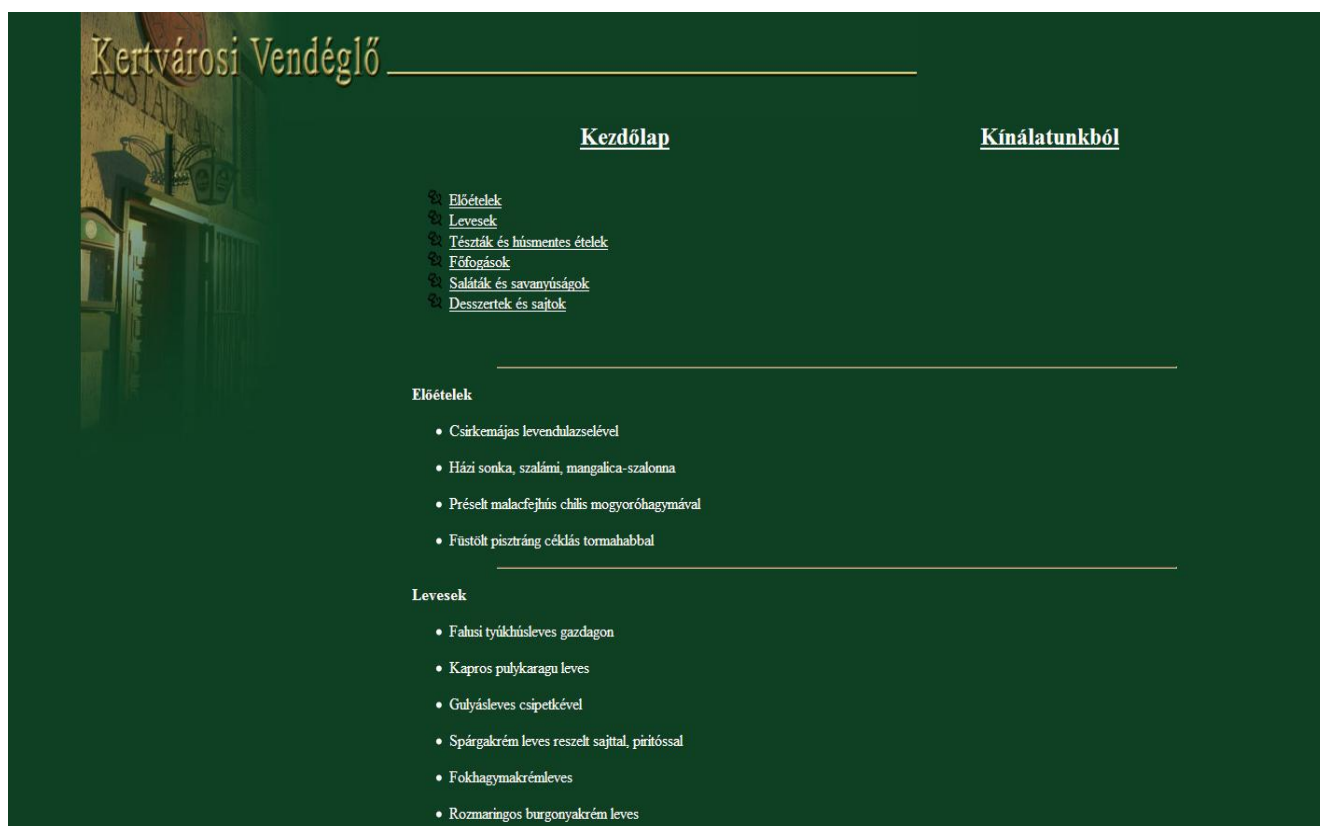 Kertvárosi Vendéglő
RESTAURANT
Kezdőlap
Kínálatunkból
Előételek
Levesek
Tészták és húsmentes ételek
Főfogások
Saláták és savanyúságok
Desszertek és sajtok
Előételek
Csirkemájas levendulazselével
Házi sonka, szalámi, mangalica-szalonna
Préselt malacfejhús chilis mogyoróhagymával
Füstölt pisztráng céklás tormahabbal
Levesek
Falusi tyúkhúsleves gazdagon
Kapros pulykaragu leves
Gulyásleves csipetkével
Spárgakrém leves reszelt sajttal, pirítóssal
Fokhagymakrémleves
Rozmaringos burgonyakrém leves